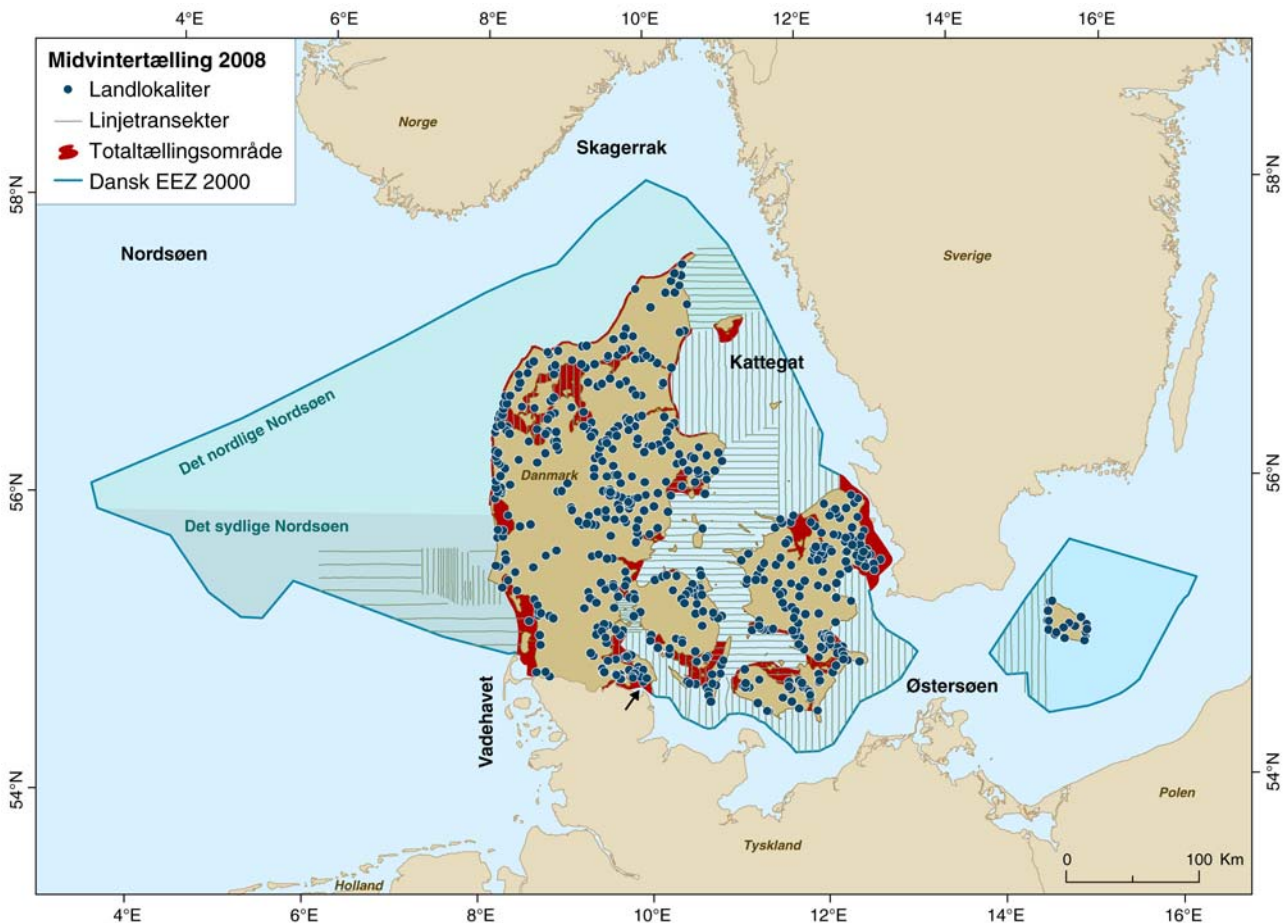 4°E 6°E 8°E 10°E 12°E 14°E 16°E
Midvintertælling 2008
Landlokaliter
Linjetransekter
Totaltællingsområde
Dansk EEZ 2000
Norge
Skagerrak
58°N
58°N
Nordsøen
Sverige
Kattegat
Det nordlige Nordsøen
Danmark
56°N
56°N
Det sydlige Nordsøen
Vadehavet
Østersøen
54°N
54°N
Polen
Tyskland
0 100 Km
Holland
4°E 6°E 8°E 10°E 12°E 14°E 16°E